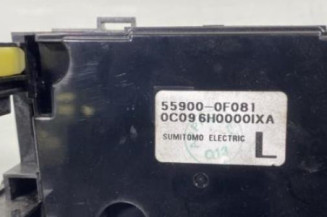 55900-0F081
0C096H0000IXA
SUMITOMO ELECTRIC
L